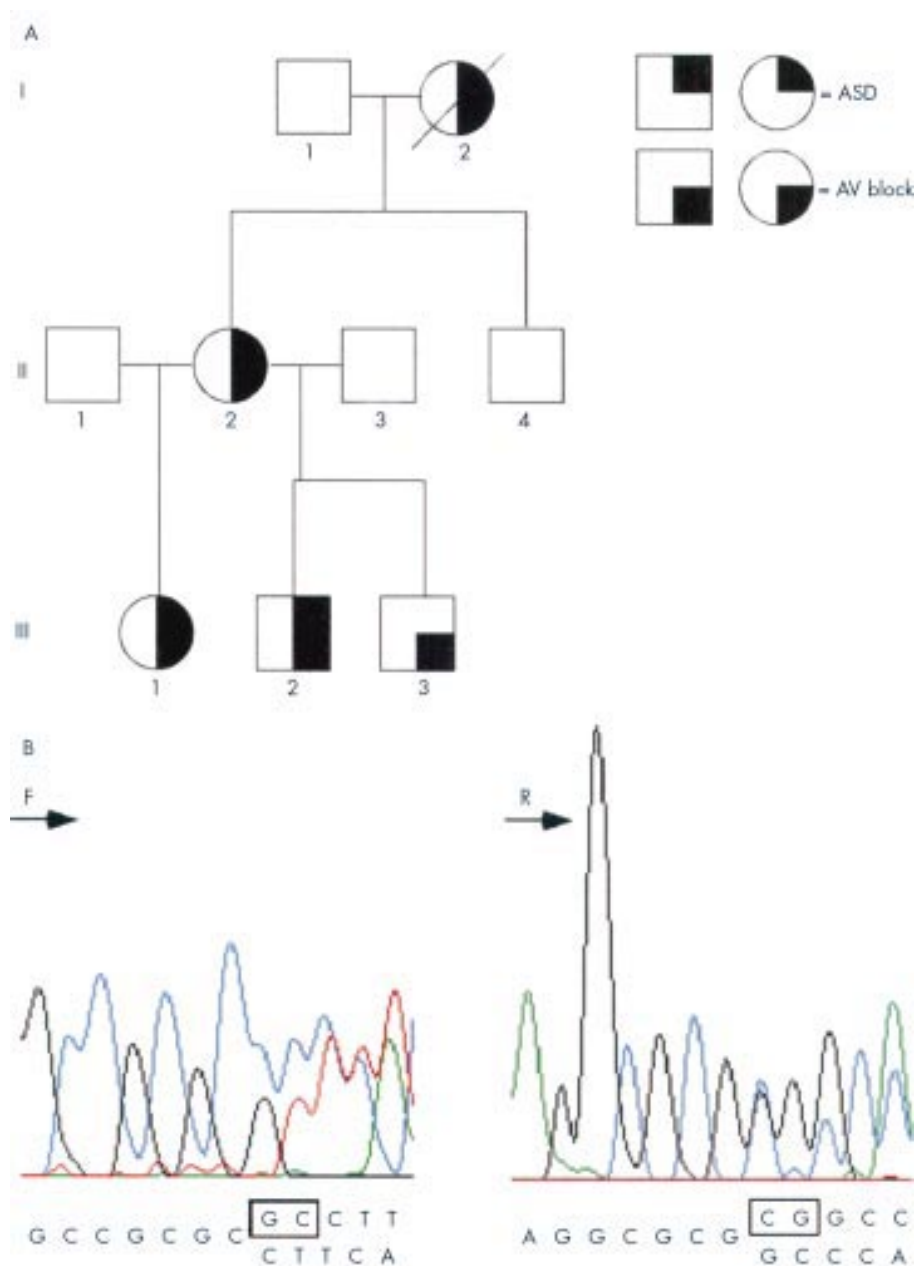 A
I
1
2
= ASD
= AV block
II
1
2
3
4
III
1
2
3
B
F
R
G C C G C G C G C C T T
C T T C A
A G G C G C G C G G C C
G C C C A